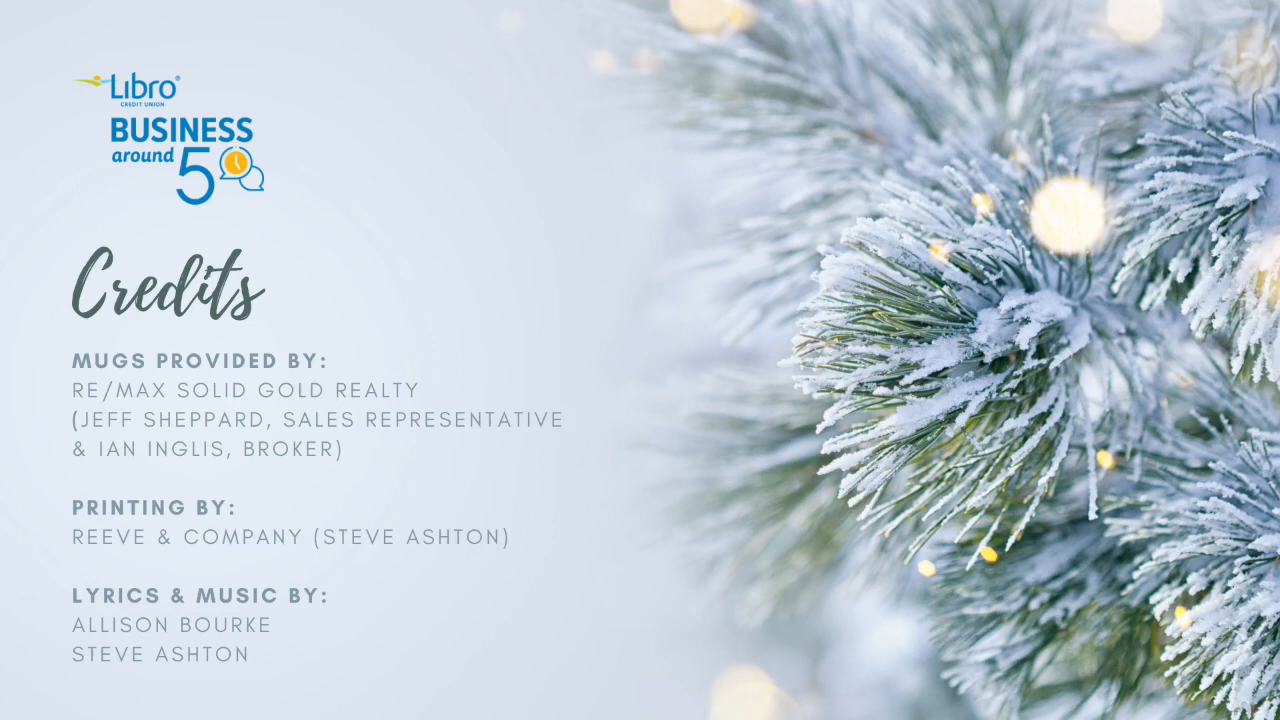 Libro®
CREDIT UNION
BUSINESS
around 5
Credits
MUGS PROVIDED BY:
RE/MAX SOLID GOLD REALTY
(JEFF SHEPPARD, SALES REPRESENTATIVE
& IAN INGLIS, BROKER)
PRINTING BY:
REEVE & COMPANY (STEVE ASHTON)
LYRICS & MUSIC BY:
ALLISON BOURKE
STEVE ASHTON